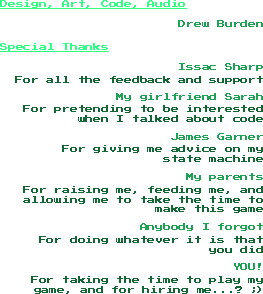 Design, Art, Code, Audio
Drew Burden
Special Thanks
Issac Sharp
For all the feedback and support
My girlfriend Sarah
For pretending to be interested
when I talked about code
James Garner
For giving me advice on my
state machine
My parents
For raising me, feeding me, and
allowing me to take the time to
make this game
Anybody I forgot
For doing whatever it is that
you did
YOU!
For taking the time to play my
game, and for hiring me...? ;)